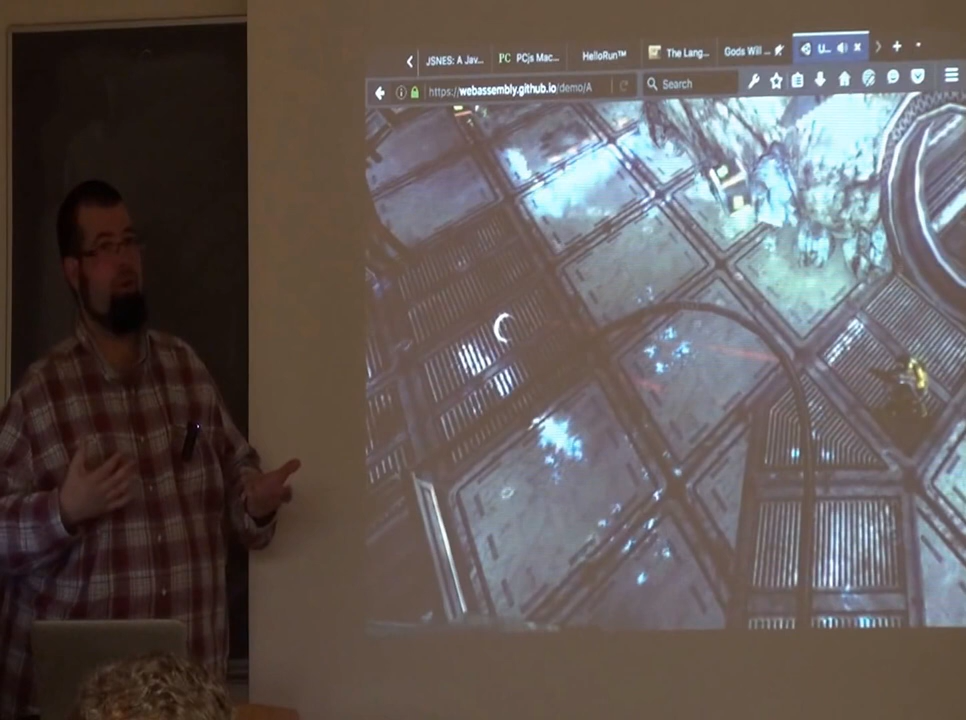 JSNES: A Jav... PC PCjs Mac... HelloRun™ The Lang... Gods Will ... U...
https://webassembly.github.io/demo/A Search